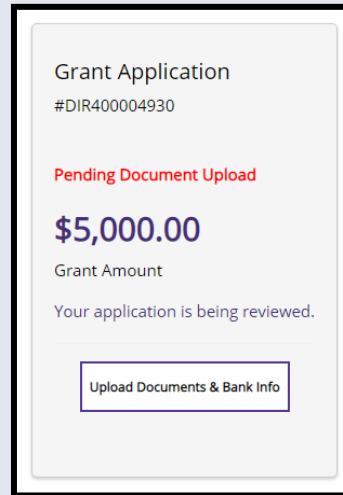 Grant Application
#DIR400004930
Pending Document Upload
$5,000.00
Grant Amount
Your application is being reviewed.
Upload Documents & Bank Info